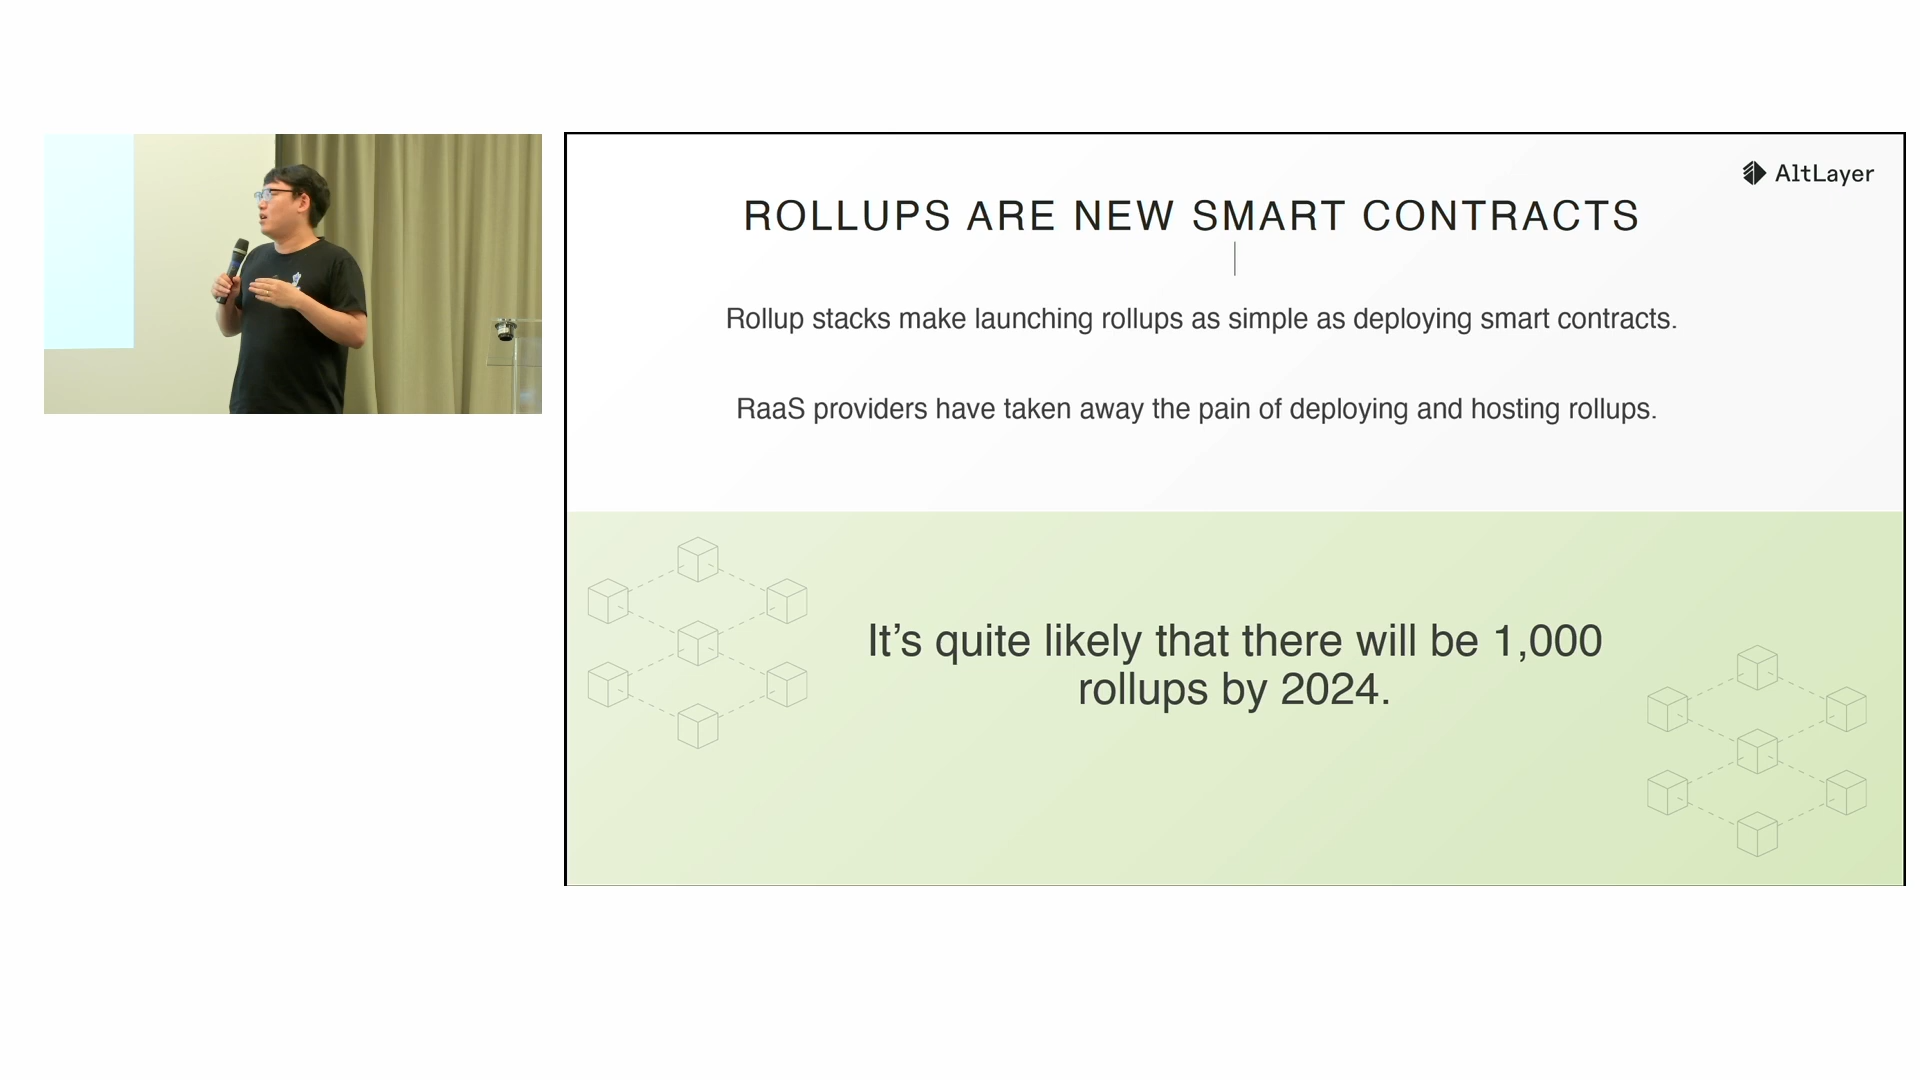 AltLayer
ROLLUPS ARE NEW SMART CONTRACTS
Rollup stacks make launching rollups as simple as deploying smart contracts.
RaaS providers have taken away the pain of deploying and hosting rollups.
It’s quite likely that there will be 1,000
rollups by 2024.